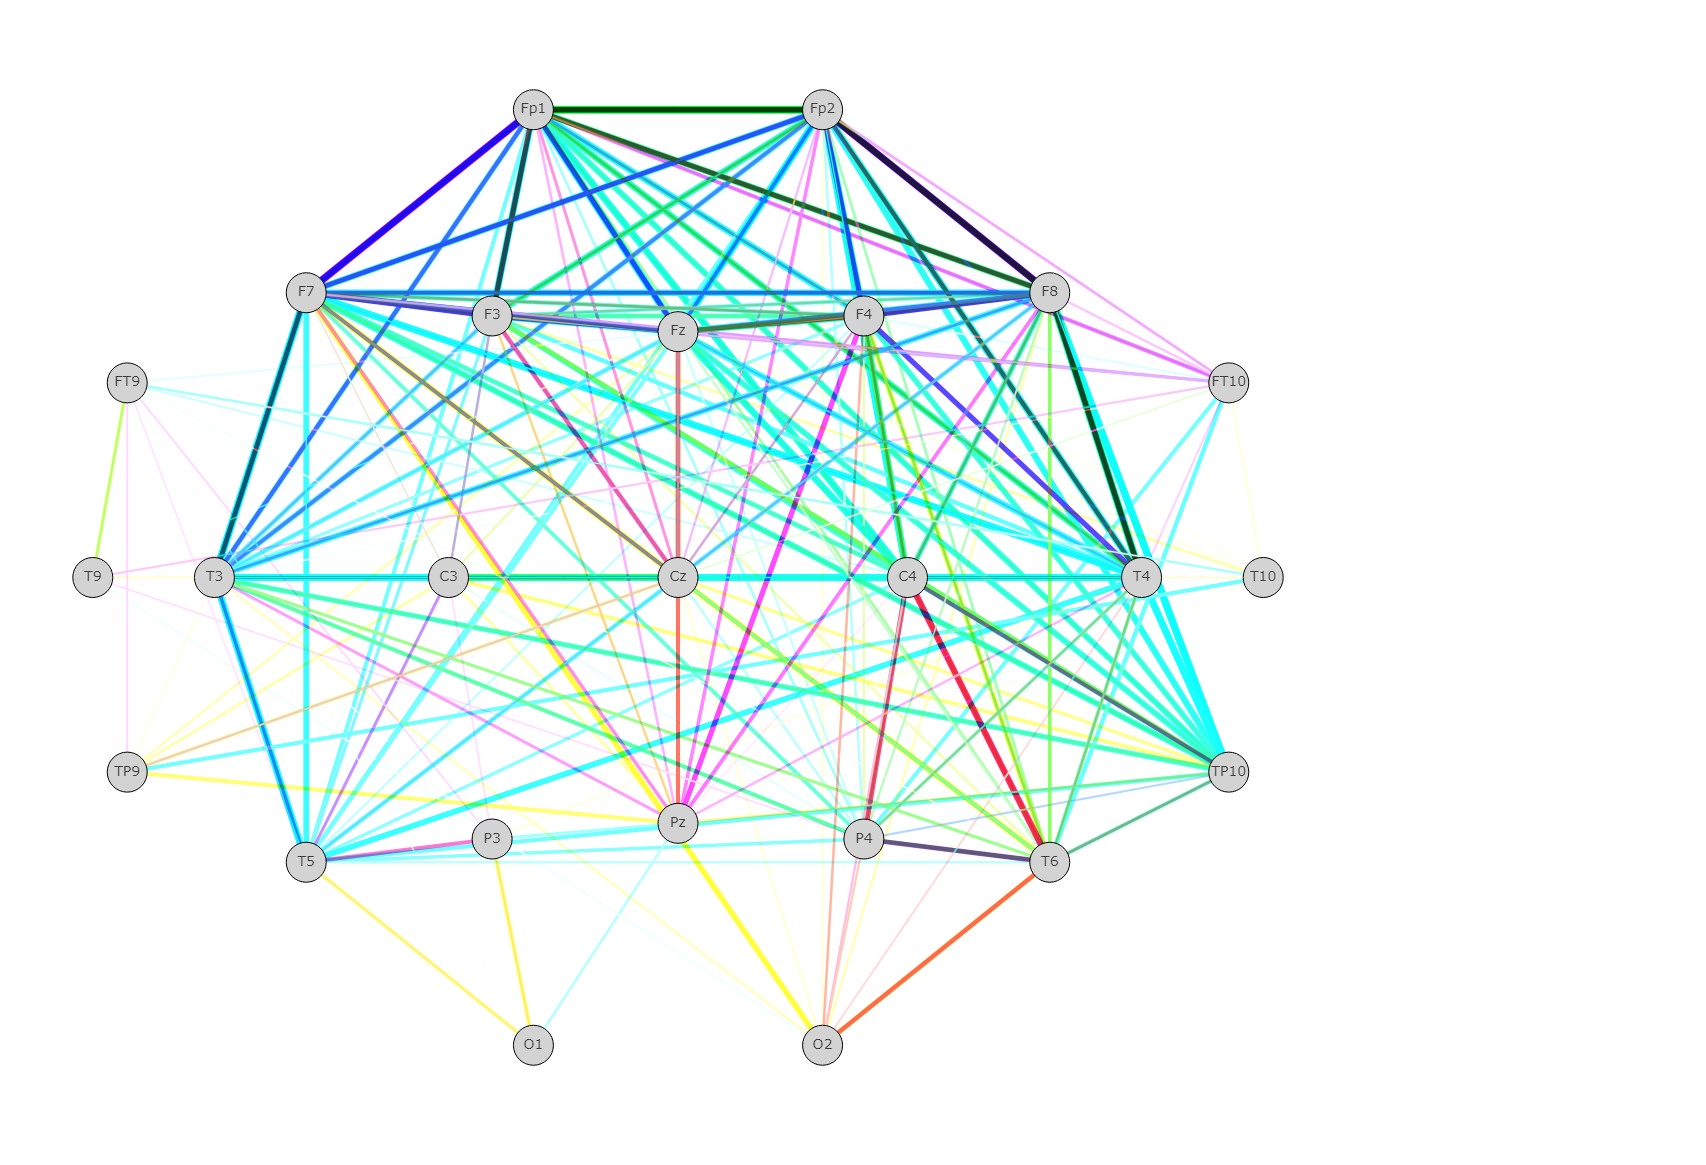 Fp1 Fp2
F7 F3 Fz F4 F8
FT9 FT10
T9 T3 C3 Cz C4 T4 T10
TP9 TP10
T5 P3 Pz P4 T6
O1 O2